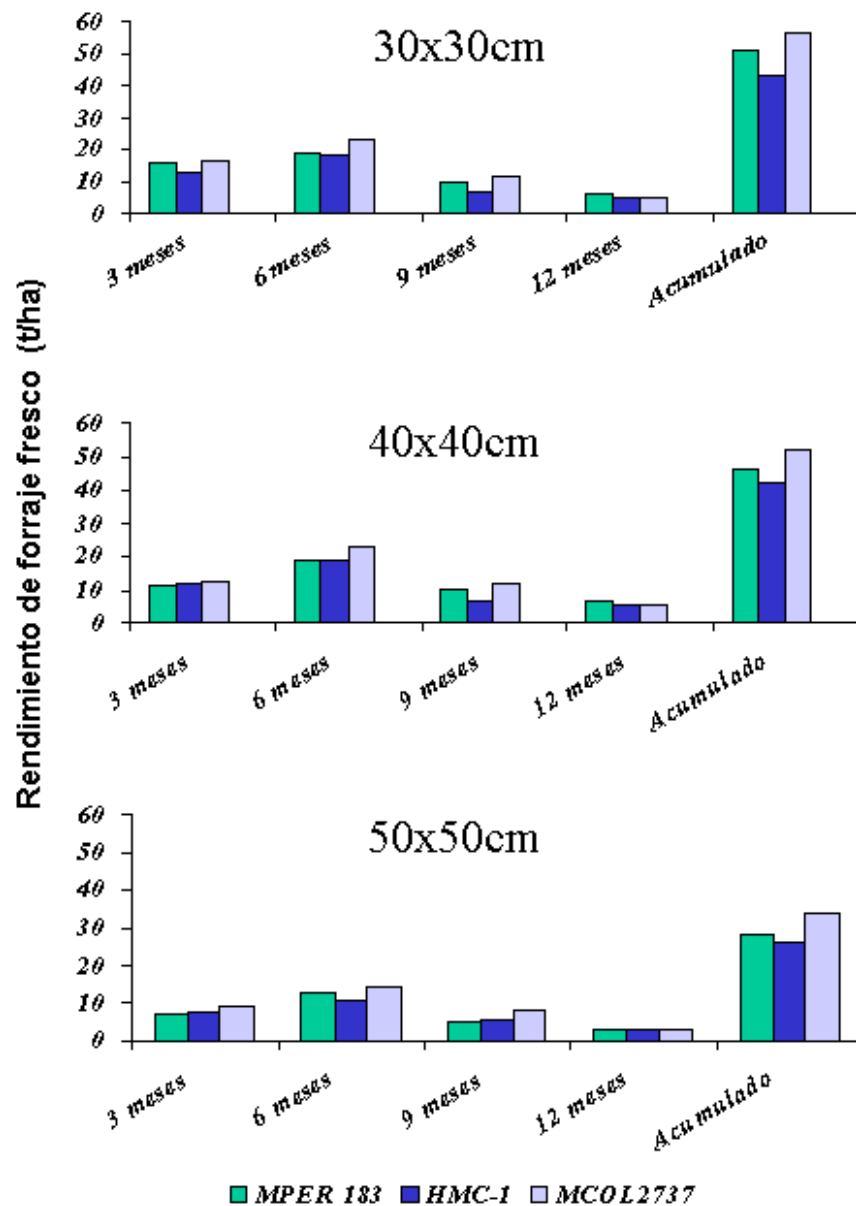 Rendimiento de forraje fresco (t/ha)
30x30cm
60
50
40
30
20
10
0
3 meses
6 meses
9 meses
12 meses
Acumulado
40x40cm
60
50
40
30
20
10
0
3 meses
6 meses
9 meses
12 meses
Acumulado
50x50cm
60
50
40
30
20
10
0
3 meses
6 meses
9 meses
12 meses
Acumulado
MPER 183 HMC-1 MCOL2737